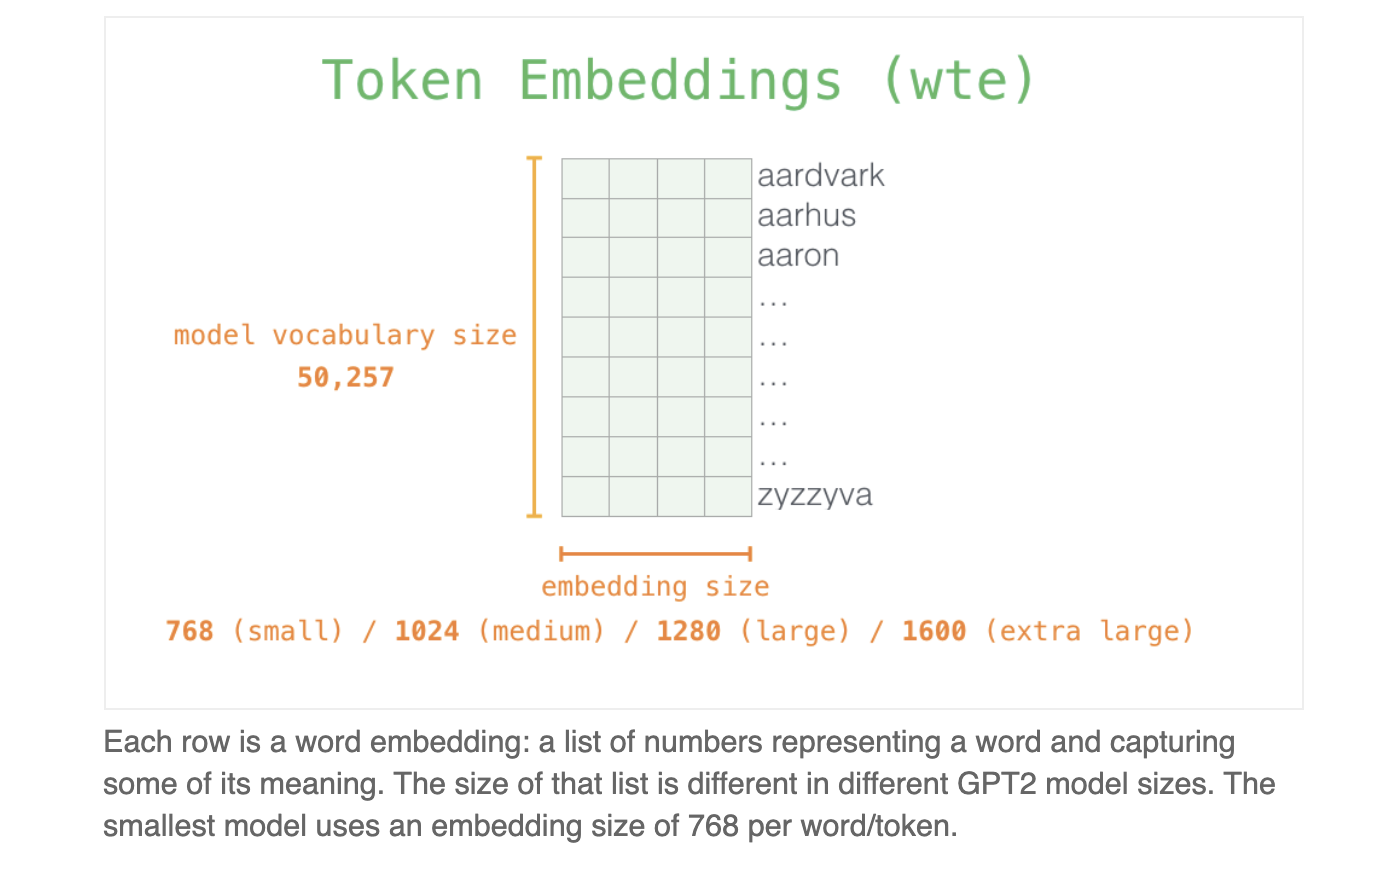 Token Embeddings (wte)
aardvark
aarhus
aaron
...
...
...
...
...
zyzzyva
model vocabulary size
50,257
embedding size
768 (small) / 1024 (medium) / 1280 (large) / 1600 (extra large)
Each row is a word embedding: a list of numbers representing a word and capturing
some of its meaning. The size of that list is different in different GPT2 model sizes. The
smallest model uses an embedding size of 768 per word/token.